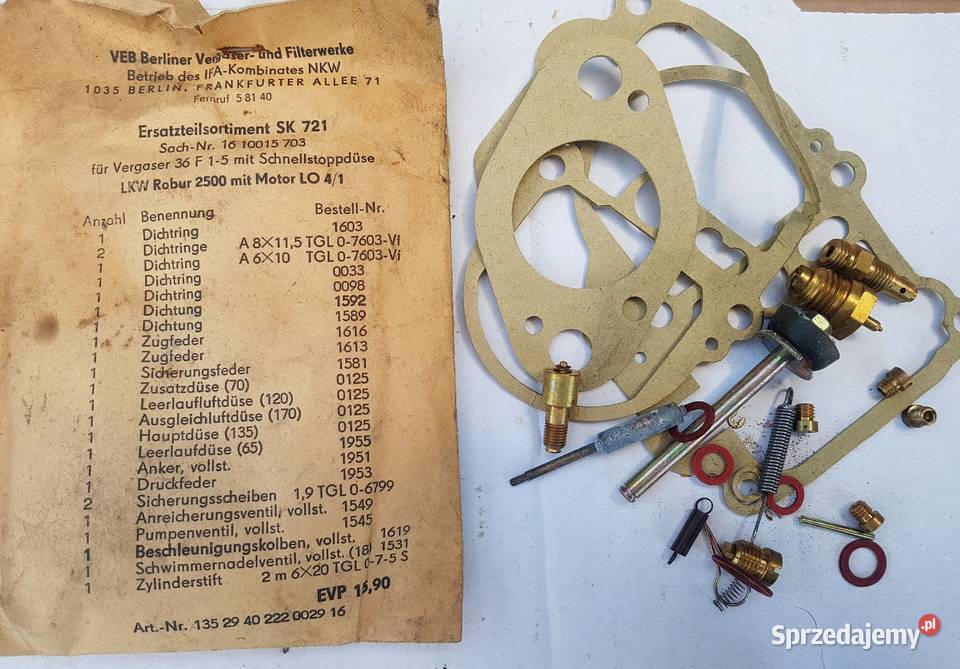 VEB Berliner Vergaser- und Filterwerke
Betrieb des IFA-Kombinates NKW
1035 BERLIN, FRANKFURTER ALLEE 71
Fernruf 5 81 40
Ersatzteilsortiment SK 721
Sach-Nr. 16 10015 703
für Vergaser 36 F 1-5 mit Schnellstoppdüse
LKW Robur 2500 mit Motor LO 4/1
Anzahl Benennung Bestell-Nr.
1 Dichtring 1603
2 Dichtringe A 8×11,5 TGL 0-7603-Vf
1 Dichtring A 6×10 TGL 0-7603-Vf
1 Dichtring 0033
1 Dichtring 0098
1 Dichtung 1592
1 Dichtung 1589
1 Zugfeder 1616
1 Zugfeder 1613
1 Sicherungsfeder 1581
1 Zusatzdüse (70) 0125
1 Leerlaufluftdüse (120) 0125
1 Ausgleichluftdüse (170) 0125
1 Hauptdüse (135) 0125
1 Leerlaufdüse (65) 1955
1 Anker, vollst. 1951
1 Druckfeder 1953
2 Sicherungsscheiben 1,9 TGL 0-6799
1 Anreicherungsventil, vollst. 1549
1 Pumpenventil, vollst. 1545
1 Beschleunigungskolben, vollst. 1619
1 Schwimmernadelventil, vollst. (18) 1531
1 Zylinderstift 2 m 6×20 TGL 0-7-5 S
EVP
Art.-Nr. 135 29 40 222 0029 16
Sprzedajemy.pl